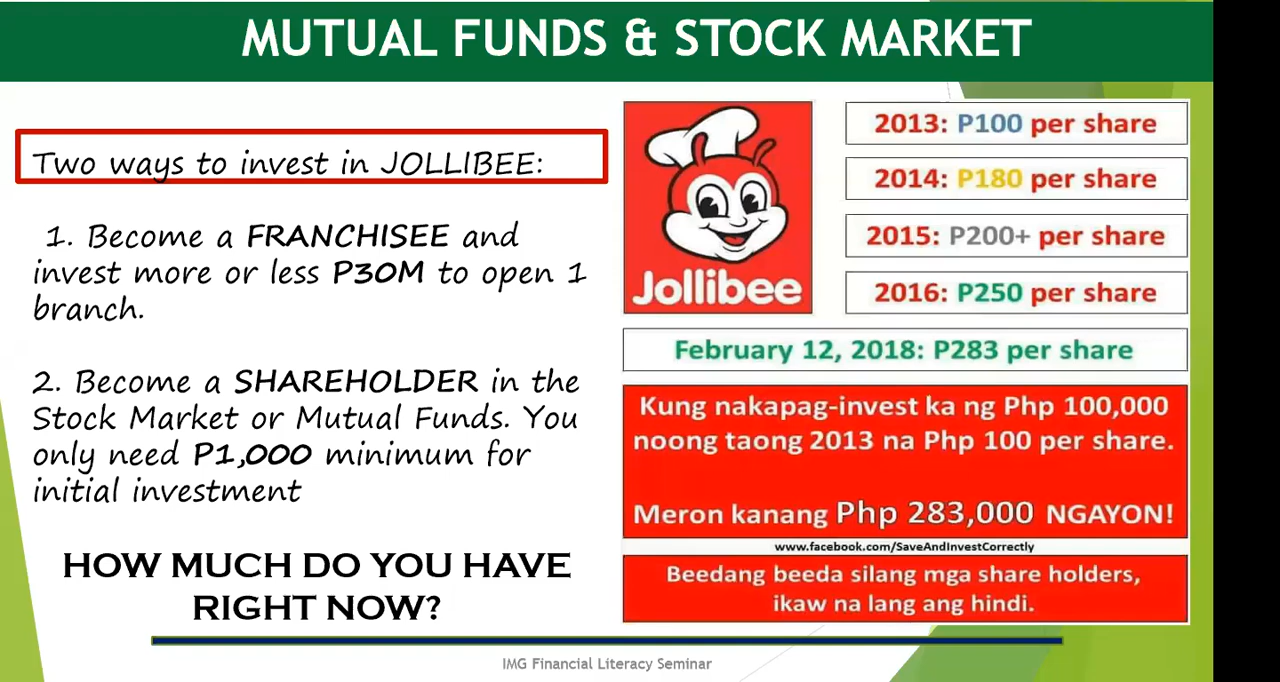 MUTUAL FUNDS & STOCK MARKET
Two ways to invest in JOLLIBEE:
1. Become a FRANCHISEE and
invest more or less P30M to open 1
branch.
2. Become a SHAREHOLDER in the
Stock Market or Mutual Funds. You
only need P1,000 minimum for
initial investment
HOW MUCH DO YOU HAVE
RIGHT NOW?
Jollibee
2013: P100 per share
2014: P180 per share
2015: P200+ per share
2016: P250 per share
February 12, 2018: P283 per share
Kung nakapag-invest ka ng Php 100,000
noong taong 2013 na Php 100 per share.
Meron kanang Php 283,000 NGAYON!
www.facebook.com/SaveAndInvestCorrectly
Beedang beeda silang mga share holders,
ikaw na lang ang hindi.
IMG Financial Literacy Seminar